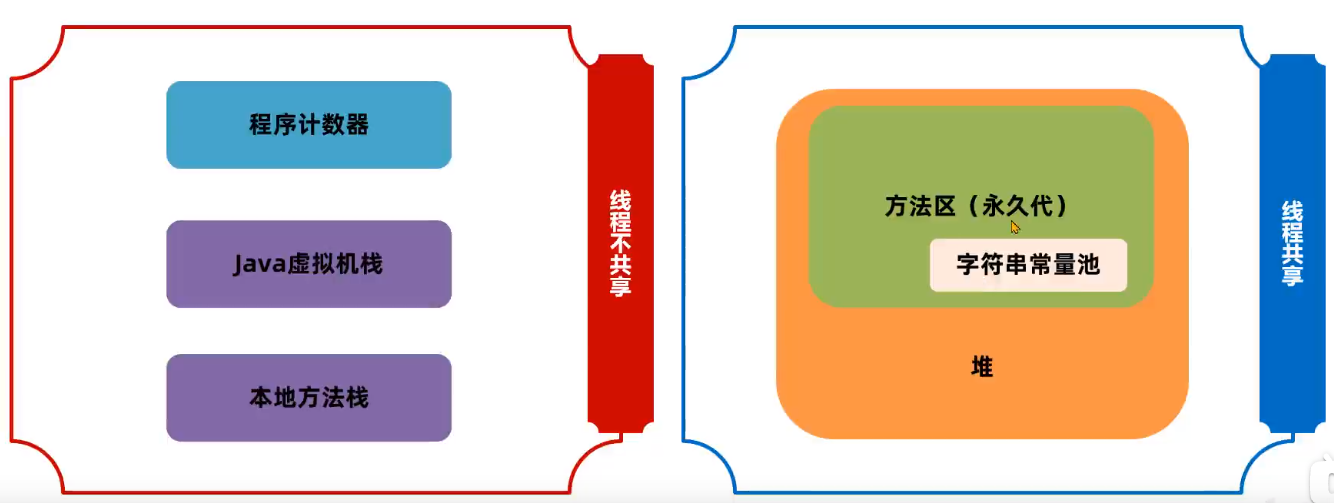 程序计数器
Java虚拟机栈
本地方法栈
线程不共享
方法区（永久代）
字符串常量池
堆
线程共享